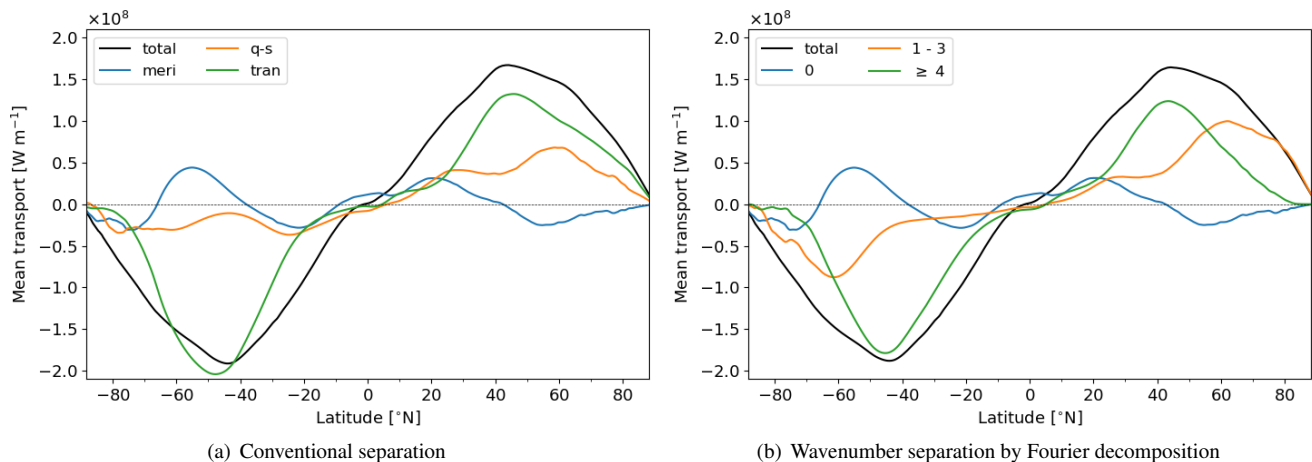 ×10⁸
2.0
1.5
1.0
0.5
0.0
−0.5
−1.0
−1.5
−2.0
Mean transport [W m⁻¹]
total
meri
q-s
tran
−80 −60 −40 −20 0 20 40 60 80
Latitude [°N]
(a) Conventional separation
×10⁸
2.0
1.5
1.0
0.5
0.0
−0.5
−1.0
−1.5
−2.0
Mean transport [W m⁻¹]
total
0
1 - 3
≥ 4
−80 −60 −40 −20 0 20 40 60 80
Latitude [°N]
(b) Wavenumber separation by Fourier decomposition